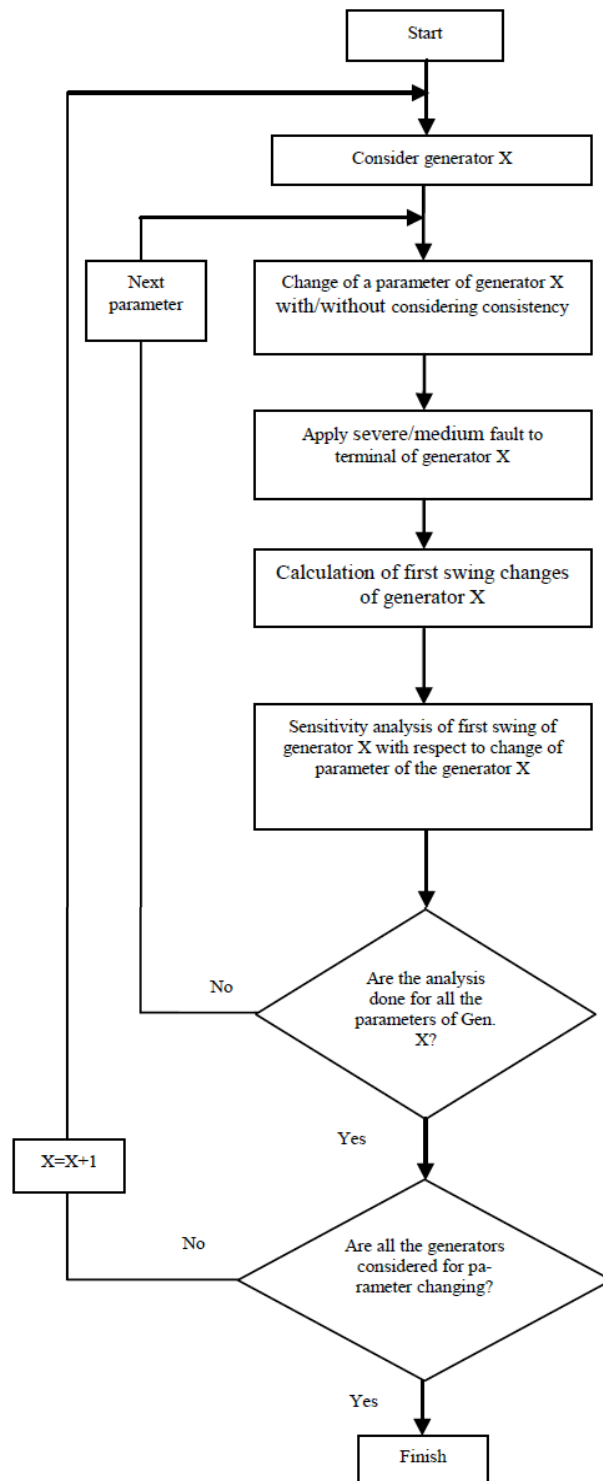 Start
Consider generator X
Next
parameter
Change of a parameter of generator X
with/without considering consistency
Apply severe/medium fault to
terminal of generator X
Calculation of first swing changes
of generator X
Sensitivity analysis of first swing of
generator X with respect to change of
parameter of the generator X
No
Are the analysis
done for all the
parameters of Gen.
X?
Yes
X=X+1
No
Are all the generators
considered for pa-
rameter changing?
Yes
Finish